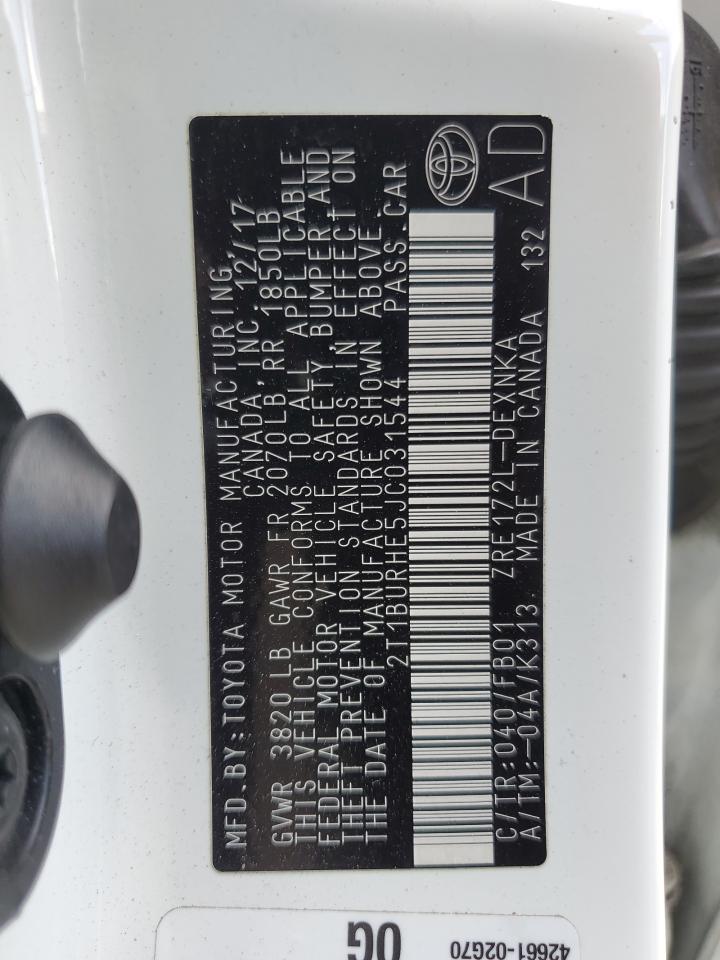 MFD.BY:TOYOTA MOTOR MANUFACTURING,
CANADA, INC. 12/17
GVWR 3820 LB GAWR FR 2070LB, RR 1850LB
THIS VEHICLE CONFORMS TO ALL APPLICABLE
FEDERAL MOTOR VEHICLE SAFETY, BUMPER AND
THEFT PREVENTION STANDARDS IN EFFECT ON
THE DATE OF MANUFACTURE SHOWN ABOVE
2T1BURHE5JC031544 PASS.CAR
C/TR:040/FB01 ZRE172L-DEXNKA
A/TM:-04A/K313 MADE IN CANADA 132
AD
42661-02G70
0G